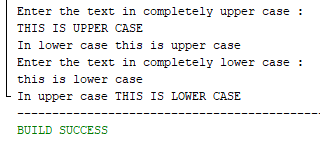 Enter the text in completely upper case :
THIS IS UPPER CASE
In lower case this is upper case
Enter the text in completely lower case :
this is lower case
In upper case THIS IS LOWER CASE
------------------------------------------
BUILD SUCCESS